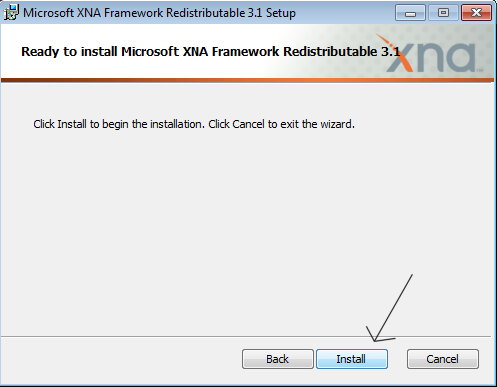 Microsoft XNA Framework Redistributable 3.1 Setup
Ready to install Microsoft XNA Framework Redistributable 3.1
xna
Click Install to begin the installation. Click Cancel to exit the wizard.
Back Install Cancel